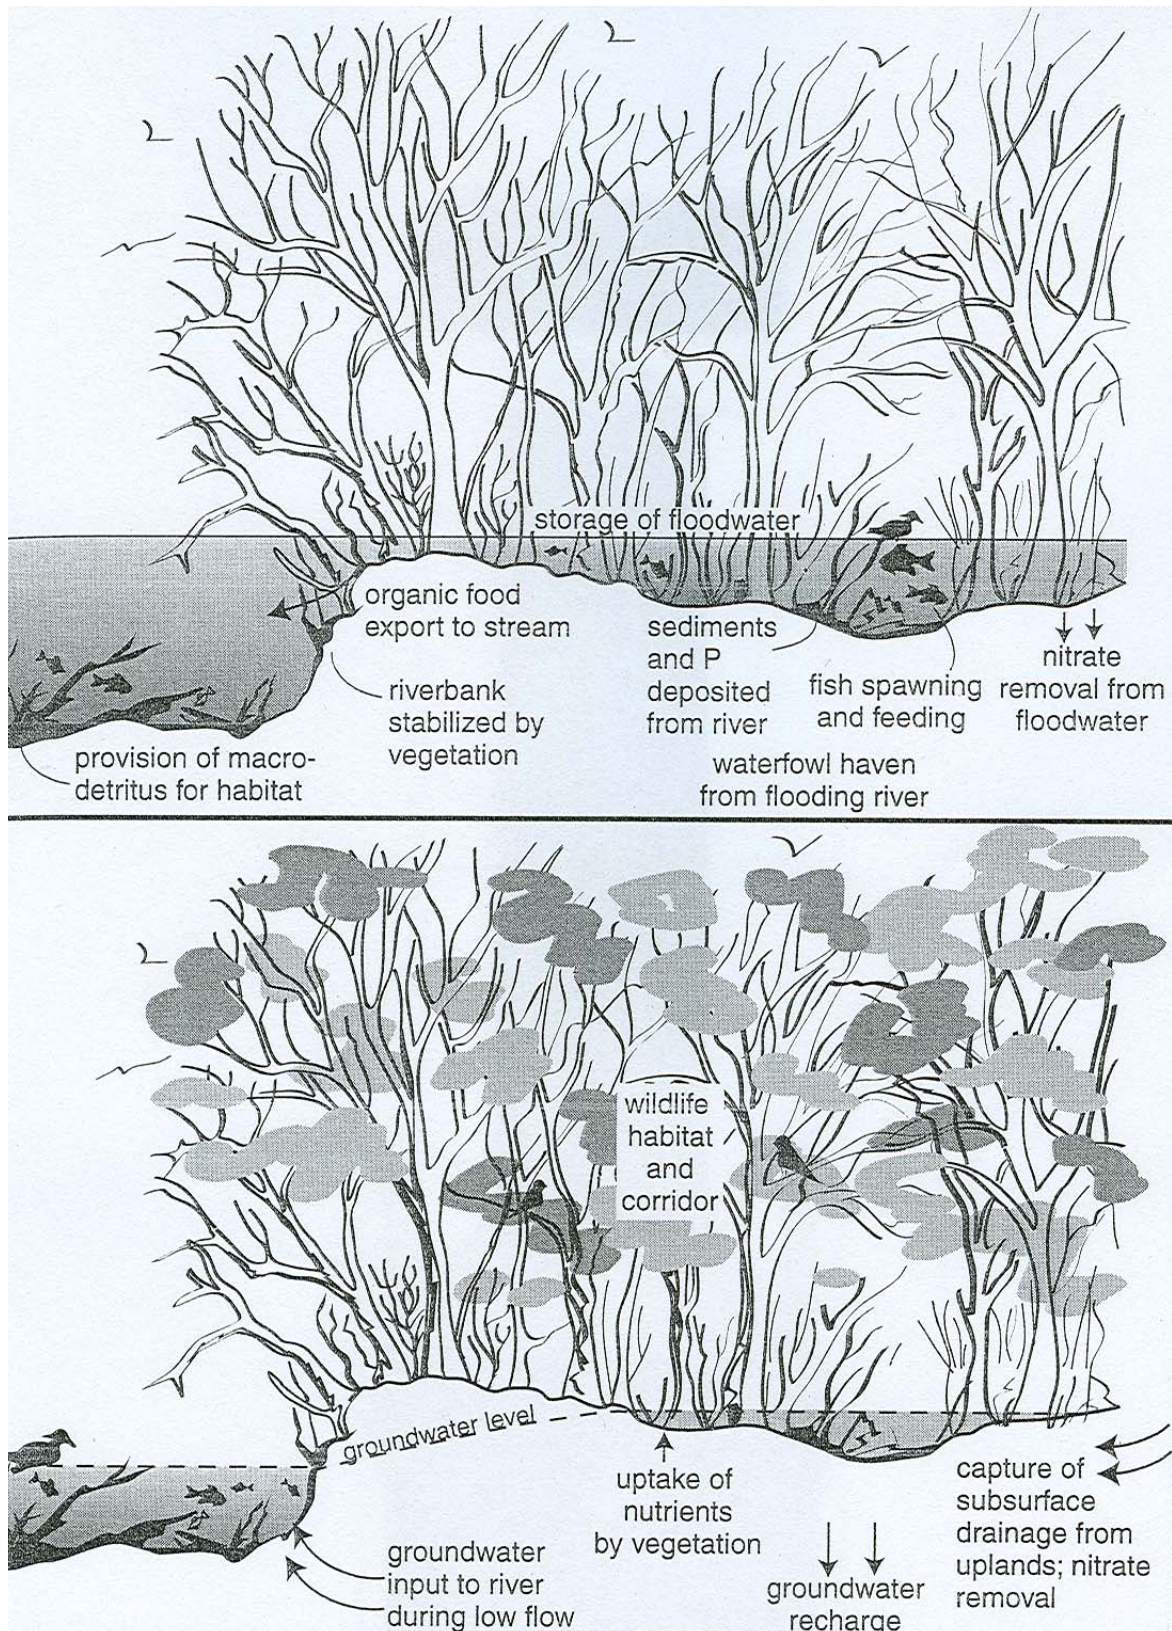 storage of floodwater
organic food
export to stream
riverbank
stabilized by
vegetation
provision of macro-
detritus for habitat
sediments
and P
deposited
from river
fish spawning
and feeding
nitrate
removal from
floodwater
waterfowl haven
from flooding river
wildlife
habitat
and
corridor
groundwater level
uptake of
nutrients
by vegetation
groundwater
input to river
during low flow
groundwater
recharge
capture of
subsurface
drainage from
uplands; nitrate
removal